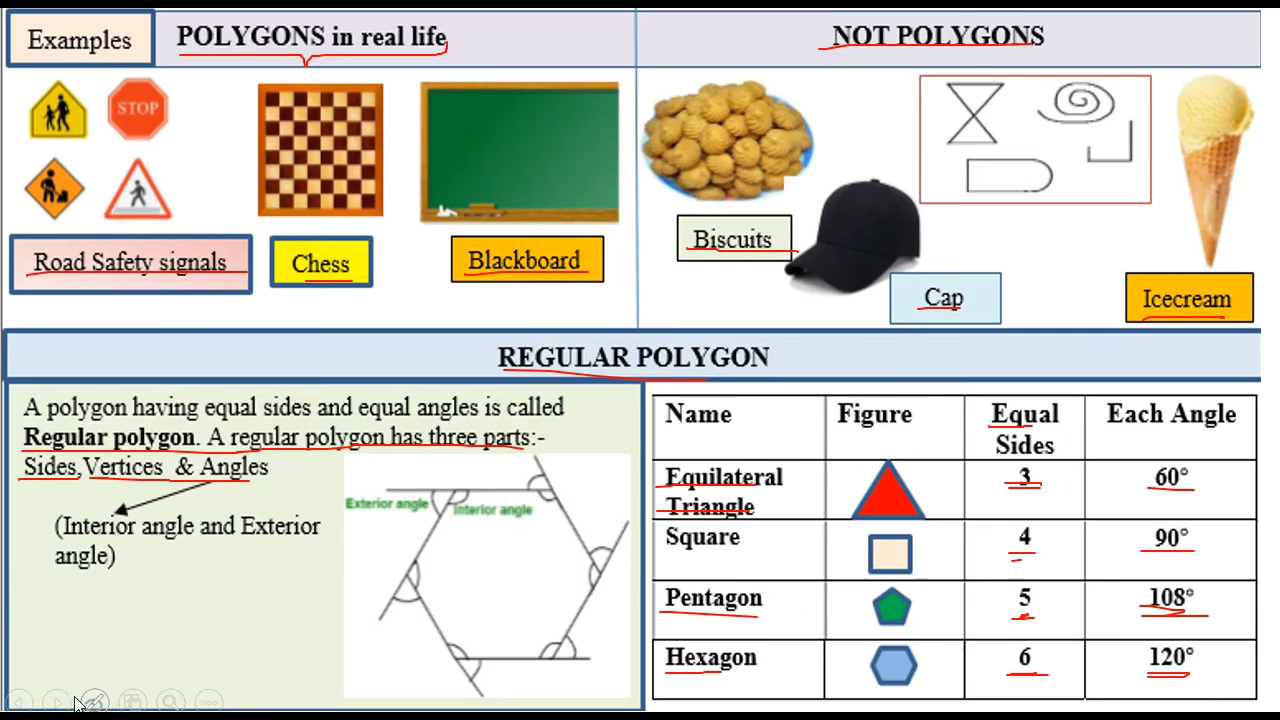 Examples
POLYGONS in real life
NOT POLYGONS
STOP
Road Safety signals
Chess
Blackboard
Biscuits
Cap
Icecream
REGULAR POLYGON
A polygon having equal sides and equal angles is called
Regular polygon. A regular polygon has three parts:-
Sides,Vertices & Angles
(Interior angle and Exterior
angle)
Exterior angle
Interior angle
Name Figure Equal Each Angle
Sides
Equilateral 3 60°
Triangle
Square 4 90°
Pentagon 5 108°
Hexagon 6 120°